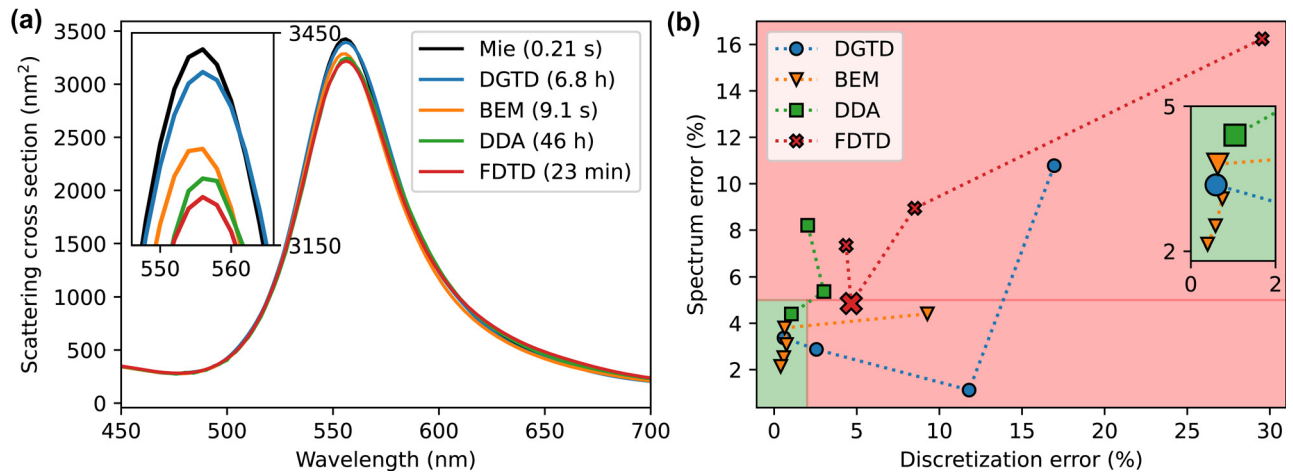 (a)
3500
3000
2500
2000
1500
1000
500
0
Scattering cross section (nm²)
450
500
550
600
650
700
Wavelength (nm)
3450
3150
550
560
Mie (0.21 s)
DGTD (6.8 h)
BEM (9.1 s)
DDA (46 h)
FDTD (23 min)
(b)
16
14
12
10
8
6
4
2
Spectrum error (%)
0
5
10
15
20
25
30
Discretization error (%)
DGTD
BEM
DDA
FDTD
5
2
0
2